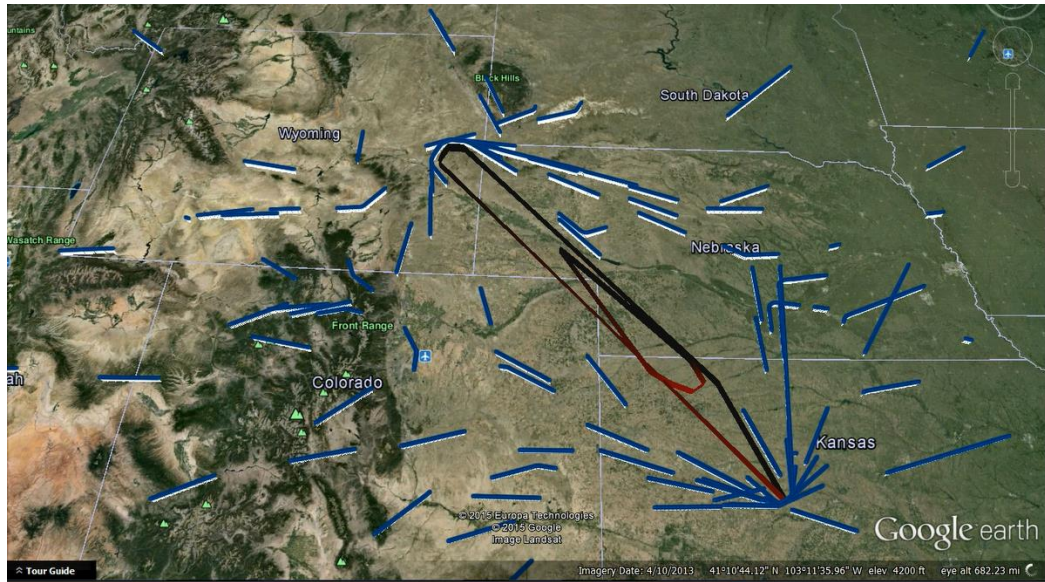 untains
Black Hills
South Dakota
Wyoming
Wasatch Range
Nebraska
Front Range
ah
Colorado
Kansas
© 2015 Europa Technologies
© 2015 Google
Image Landsat
Google earth
Tour Guide
Imagery Date: 4/10/2013 41°10'44.12" N 103°11'35.96" W elev 4200 ft eye alt 682.23 mi